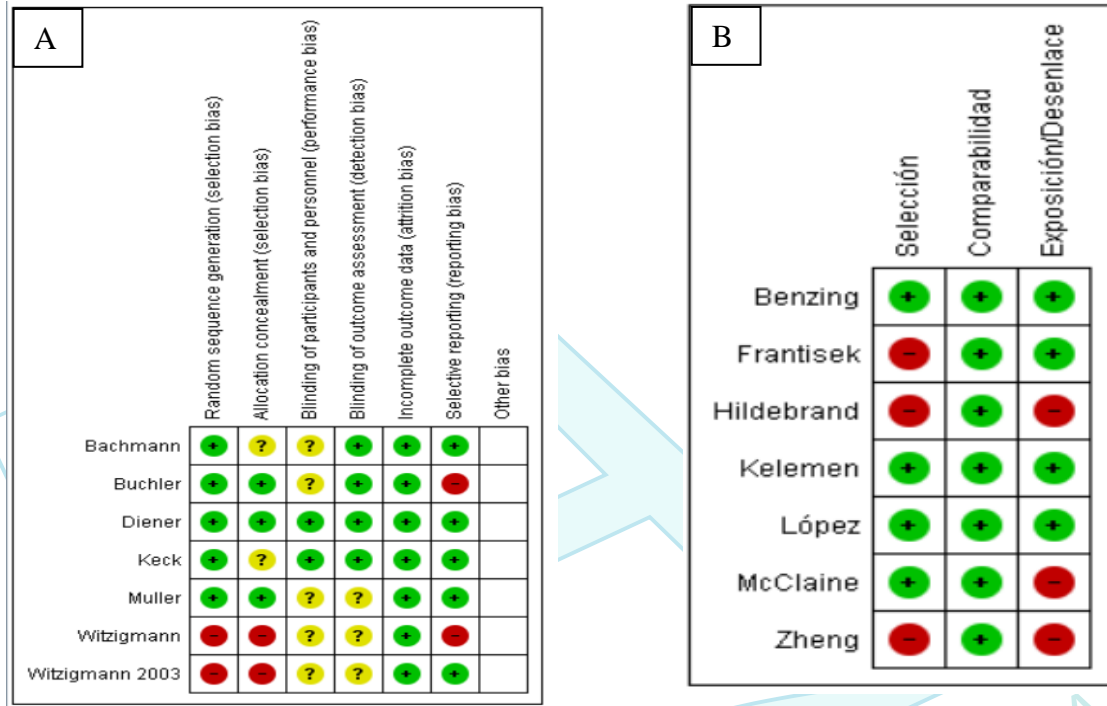 A
Random sequence generation (selection bias)
Allocation concealment (selection bias)
Blinding of participants and personnel (performance bias)
Blinding of outcome assessment (detection bias)
Incomplete outcome data (attrition bias)
Selective reporting (reporting bias)
Other bias
Bachmann + ? ? + + +
Buchler + + ? + + -
Diener + + + + + +
Keck + ? + + + +
Muller + + ? ? + +
Witzigmann - - ? ? + -
Witzigmann 2003 - - ? ? + +
B
Selección
Comparabilidad
Exposición/Desenlace
Benzing + + +
Frantisek - + +
Hildebrand - + -
Kelemen + + +
López + + +
McClaine + + -
Zheng - + -